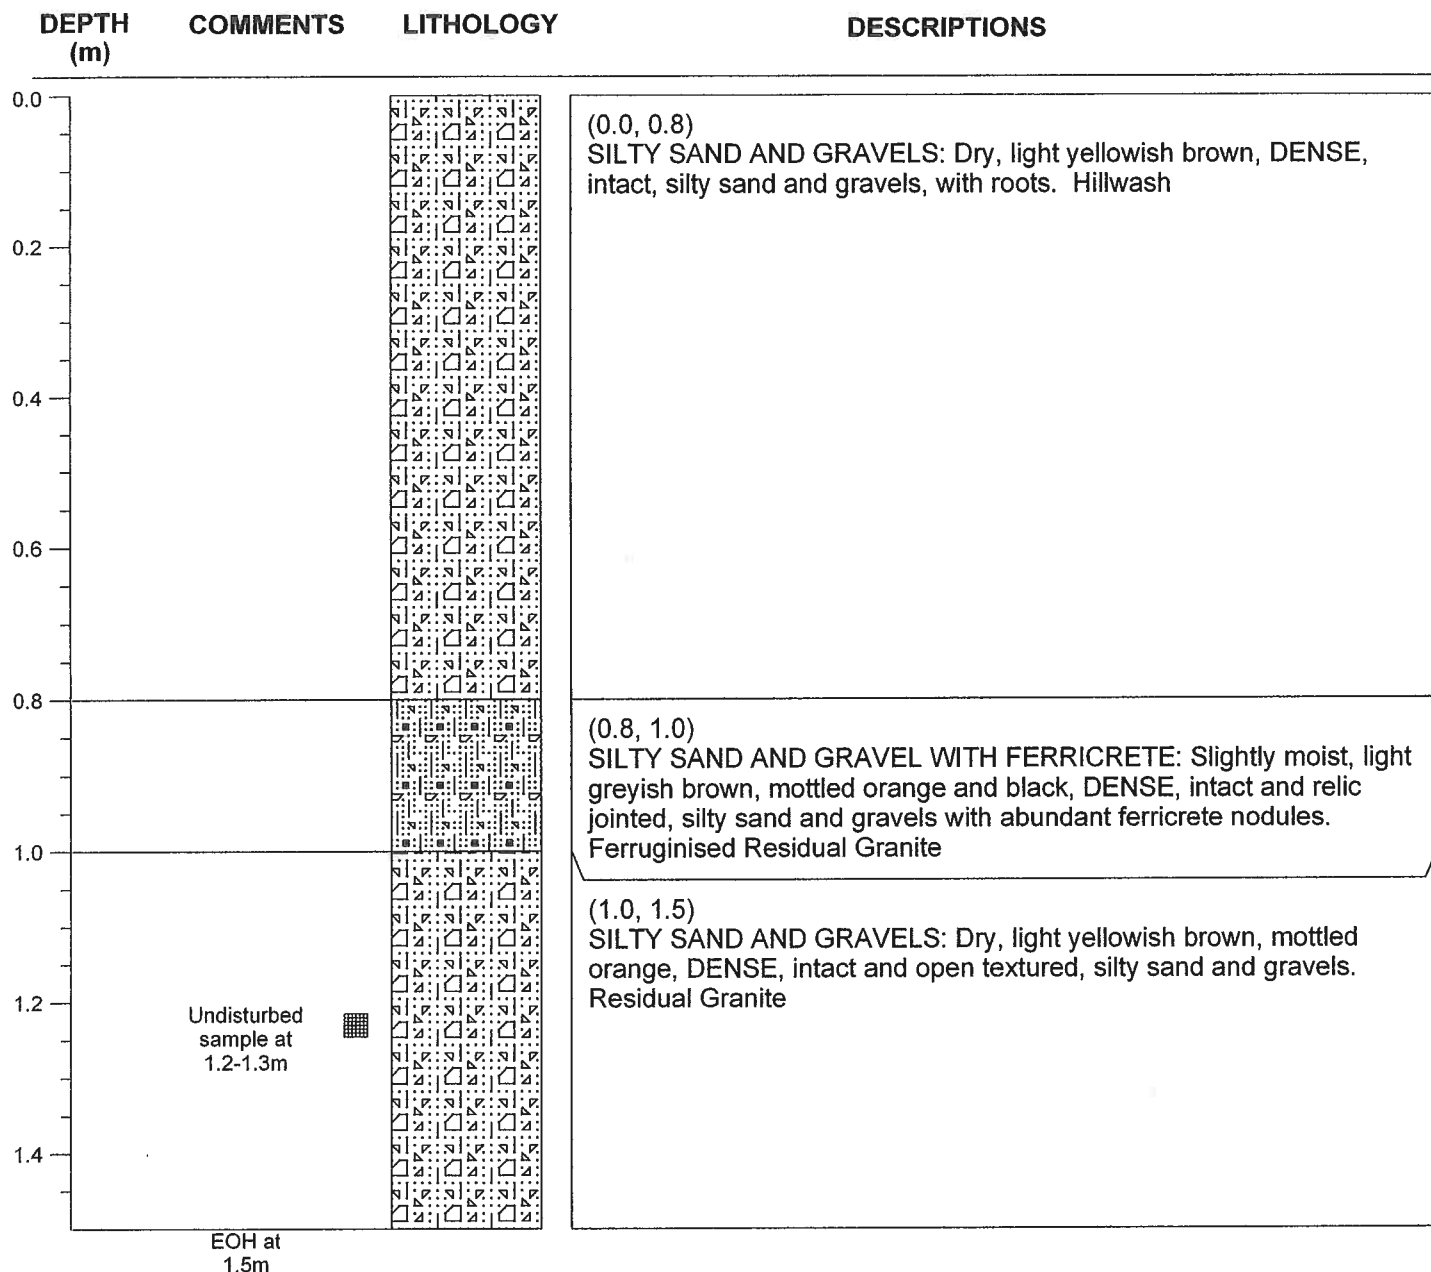 DEPTH (m) COMMENTS LITHOLOGY DESCRIPTIONS
0.0
(0.0, 0.8)
SILTY SAND AND GRAVELS: Dry, light yellowish brown, DENSE,
intact, silty sand and gravels, with roots. Hillwash
0.2
0.4
0.6
0.8
(0.8, 1.0)
SILTY SAND AND GRAVEL WITH FERRICRETE: Slightly moist, light
greyish brown, mottled orange and black, DENSE, intact and relic
jointed, silty sand and gravels with abundant ferricrete nodules.
Ferruginised Residual Granite
1.0
(1.0, 1.5)
SILTY SAND AND GRAVELS: Dry, light yellowish brown, mottled
orange, DENSE, intact and open textured, silty sand and gravels.
Residual Granite
1.2
Undisturbed
sample at
1.2-1.3m
1.4
EOH at
1.5m